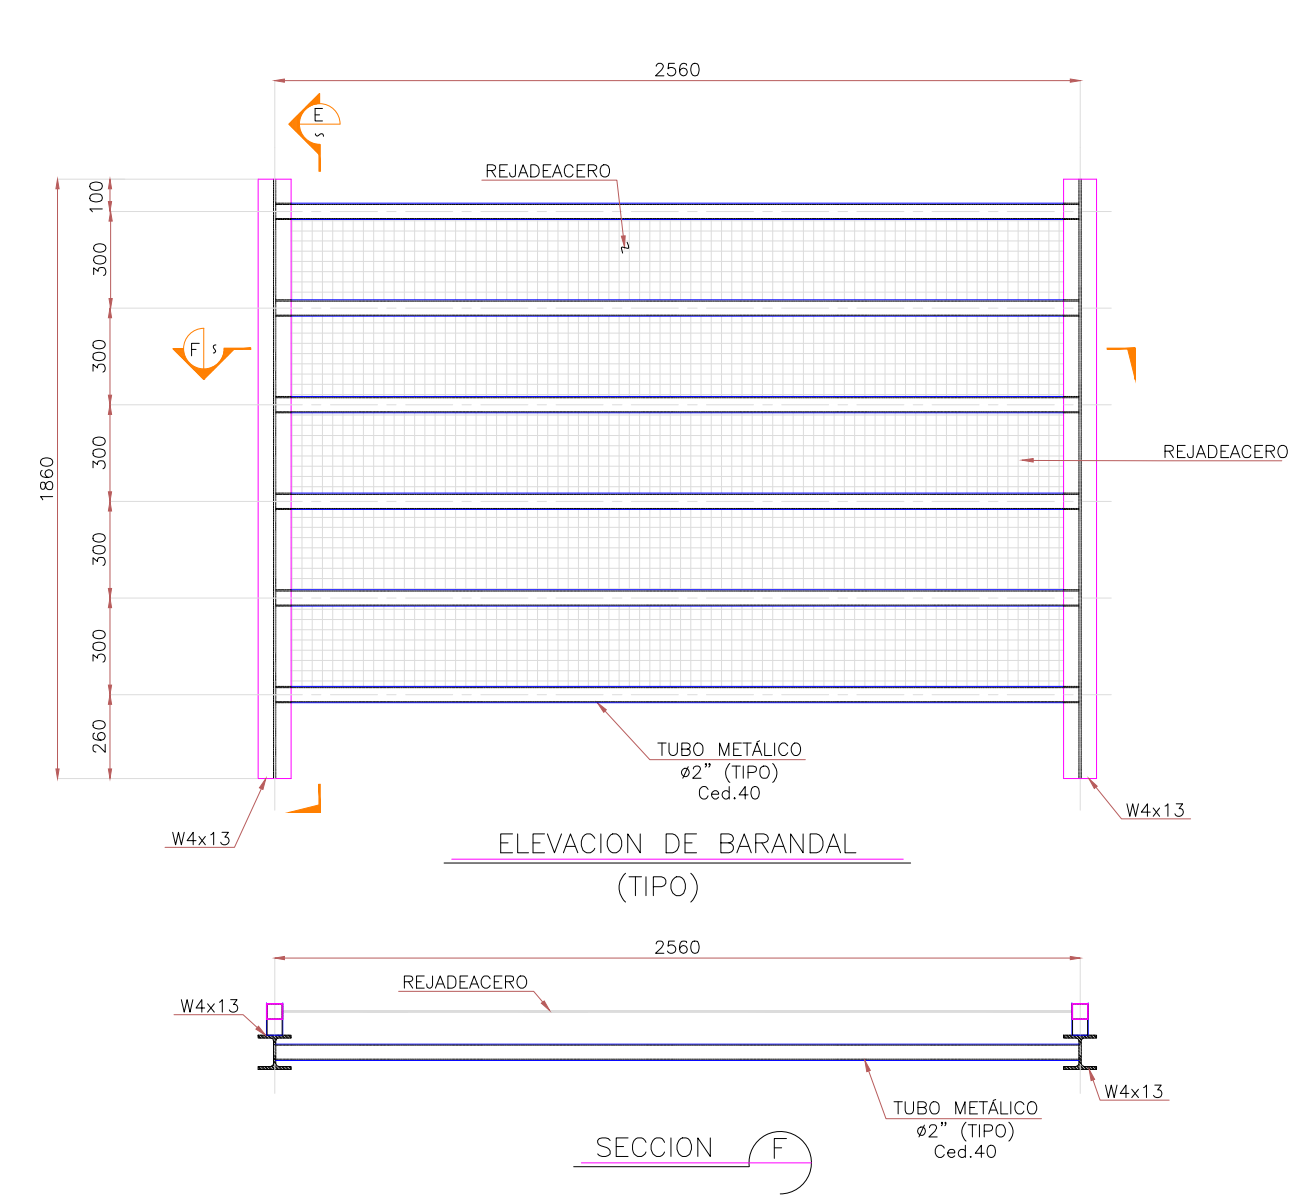 2560
E
S
REJADEACERO
100
300
300
F S
300
REJADEACERO
1860
300
300
260
TUBO METÁLICO
ø2” (TIPO)
Ced.40
W4x13
W4x13
ELEVACION DE BARANDAL
(TIPO)
2560
REJADEACERO
W4x13
W4x13
TUBO METÁLICO
ø2” (TIPO)
Ced.40
SECCION F